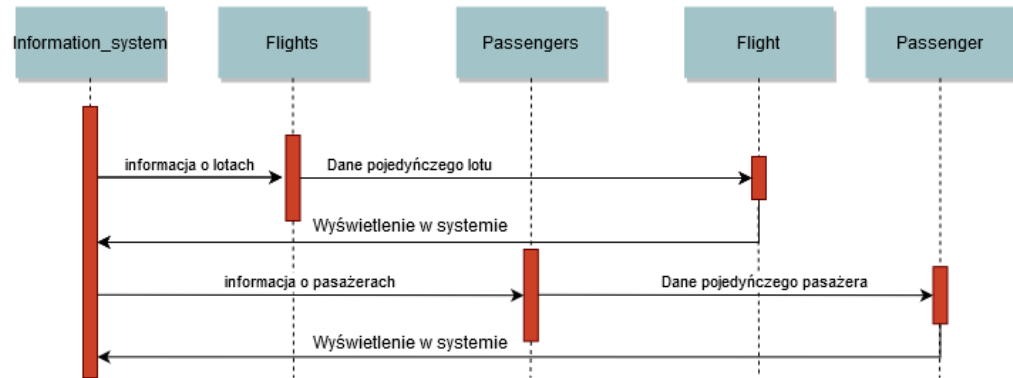 Information_system
Flights
Passengers
Flight
Passenger
informacja o lotach
Dane pojedyńczego lotu
Wyświetlenie w systemie
informacja o pasażerach
Dane pojedyńczego pasażera
Wyświetlenie w systemie